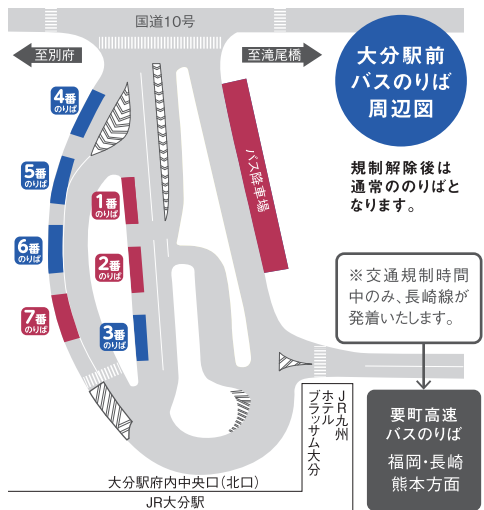 国道10号
至別府
至滝尾橋
大分駅前
バスのりば
周辺図
規制解除後は
通常ののりばと
なります。
4番
のりば
5番
のりば
6番
のりば
7番
のりば
1番
のりば
2番
のりば
3番
のりば
バス降車場
※交通規制時間
中のみ、長崎線が
発着いたします。
要町高速
バスのりば
福岡・長崎
熊本方面
JR九州
ホテル
ブラッサム大分
大分駅府内中央口(北口)
JR大分駅